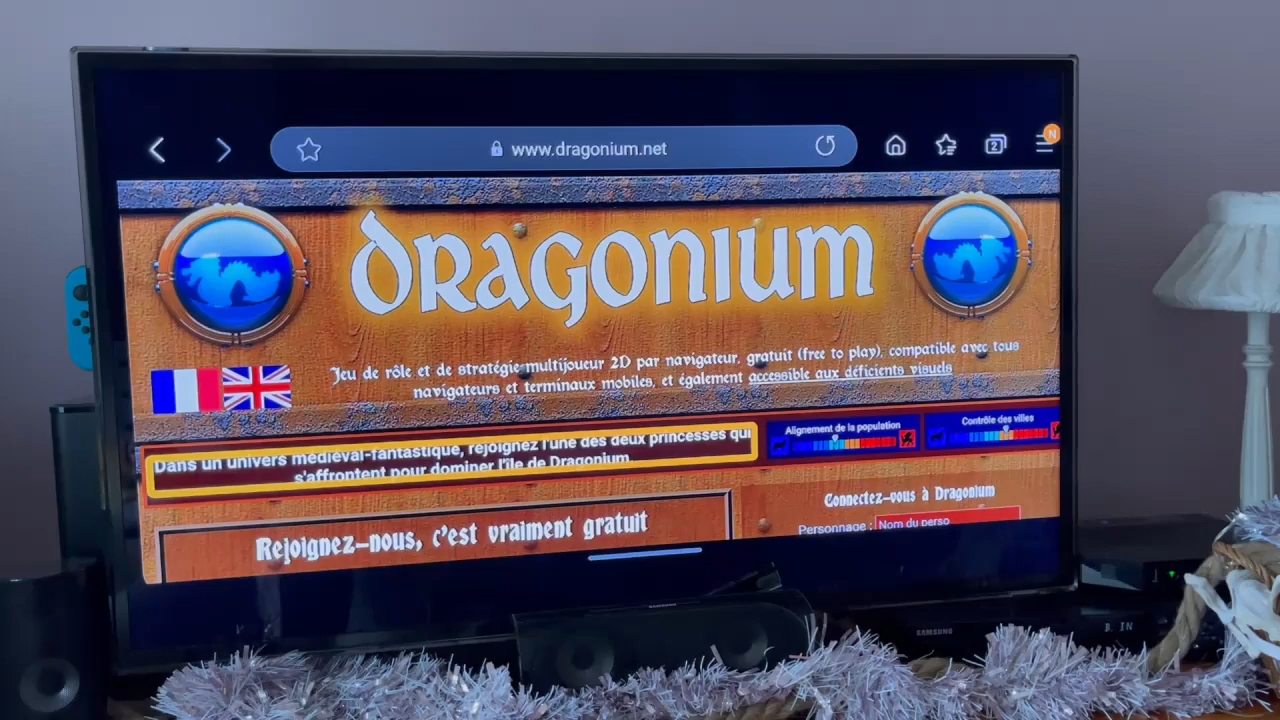 www.dragonium.net
2
N
DRAGONIUM
Jeu de rôle et de stratégie multijoueur 2D par navigateur, gratuit (free to play), compatible avec tous
navigateurs et terminaux mobiles, et également accessible aux déficients visuels
Alignement de la population
Contrôle des villes
Dans un univers médiéval-fantastique, rejoignez l'une des deux princesses qui
s'affrontent pour dominer l'île de Dragonium
Connectez-vous à Dragonium
Personnage : Nom du perso
Rejoignez-nous, c'est vraiment gratuit
SAMSUNG